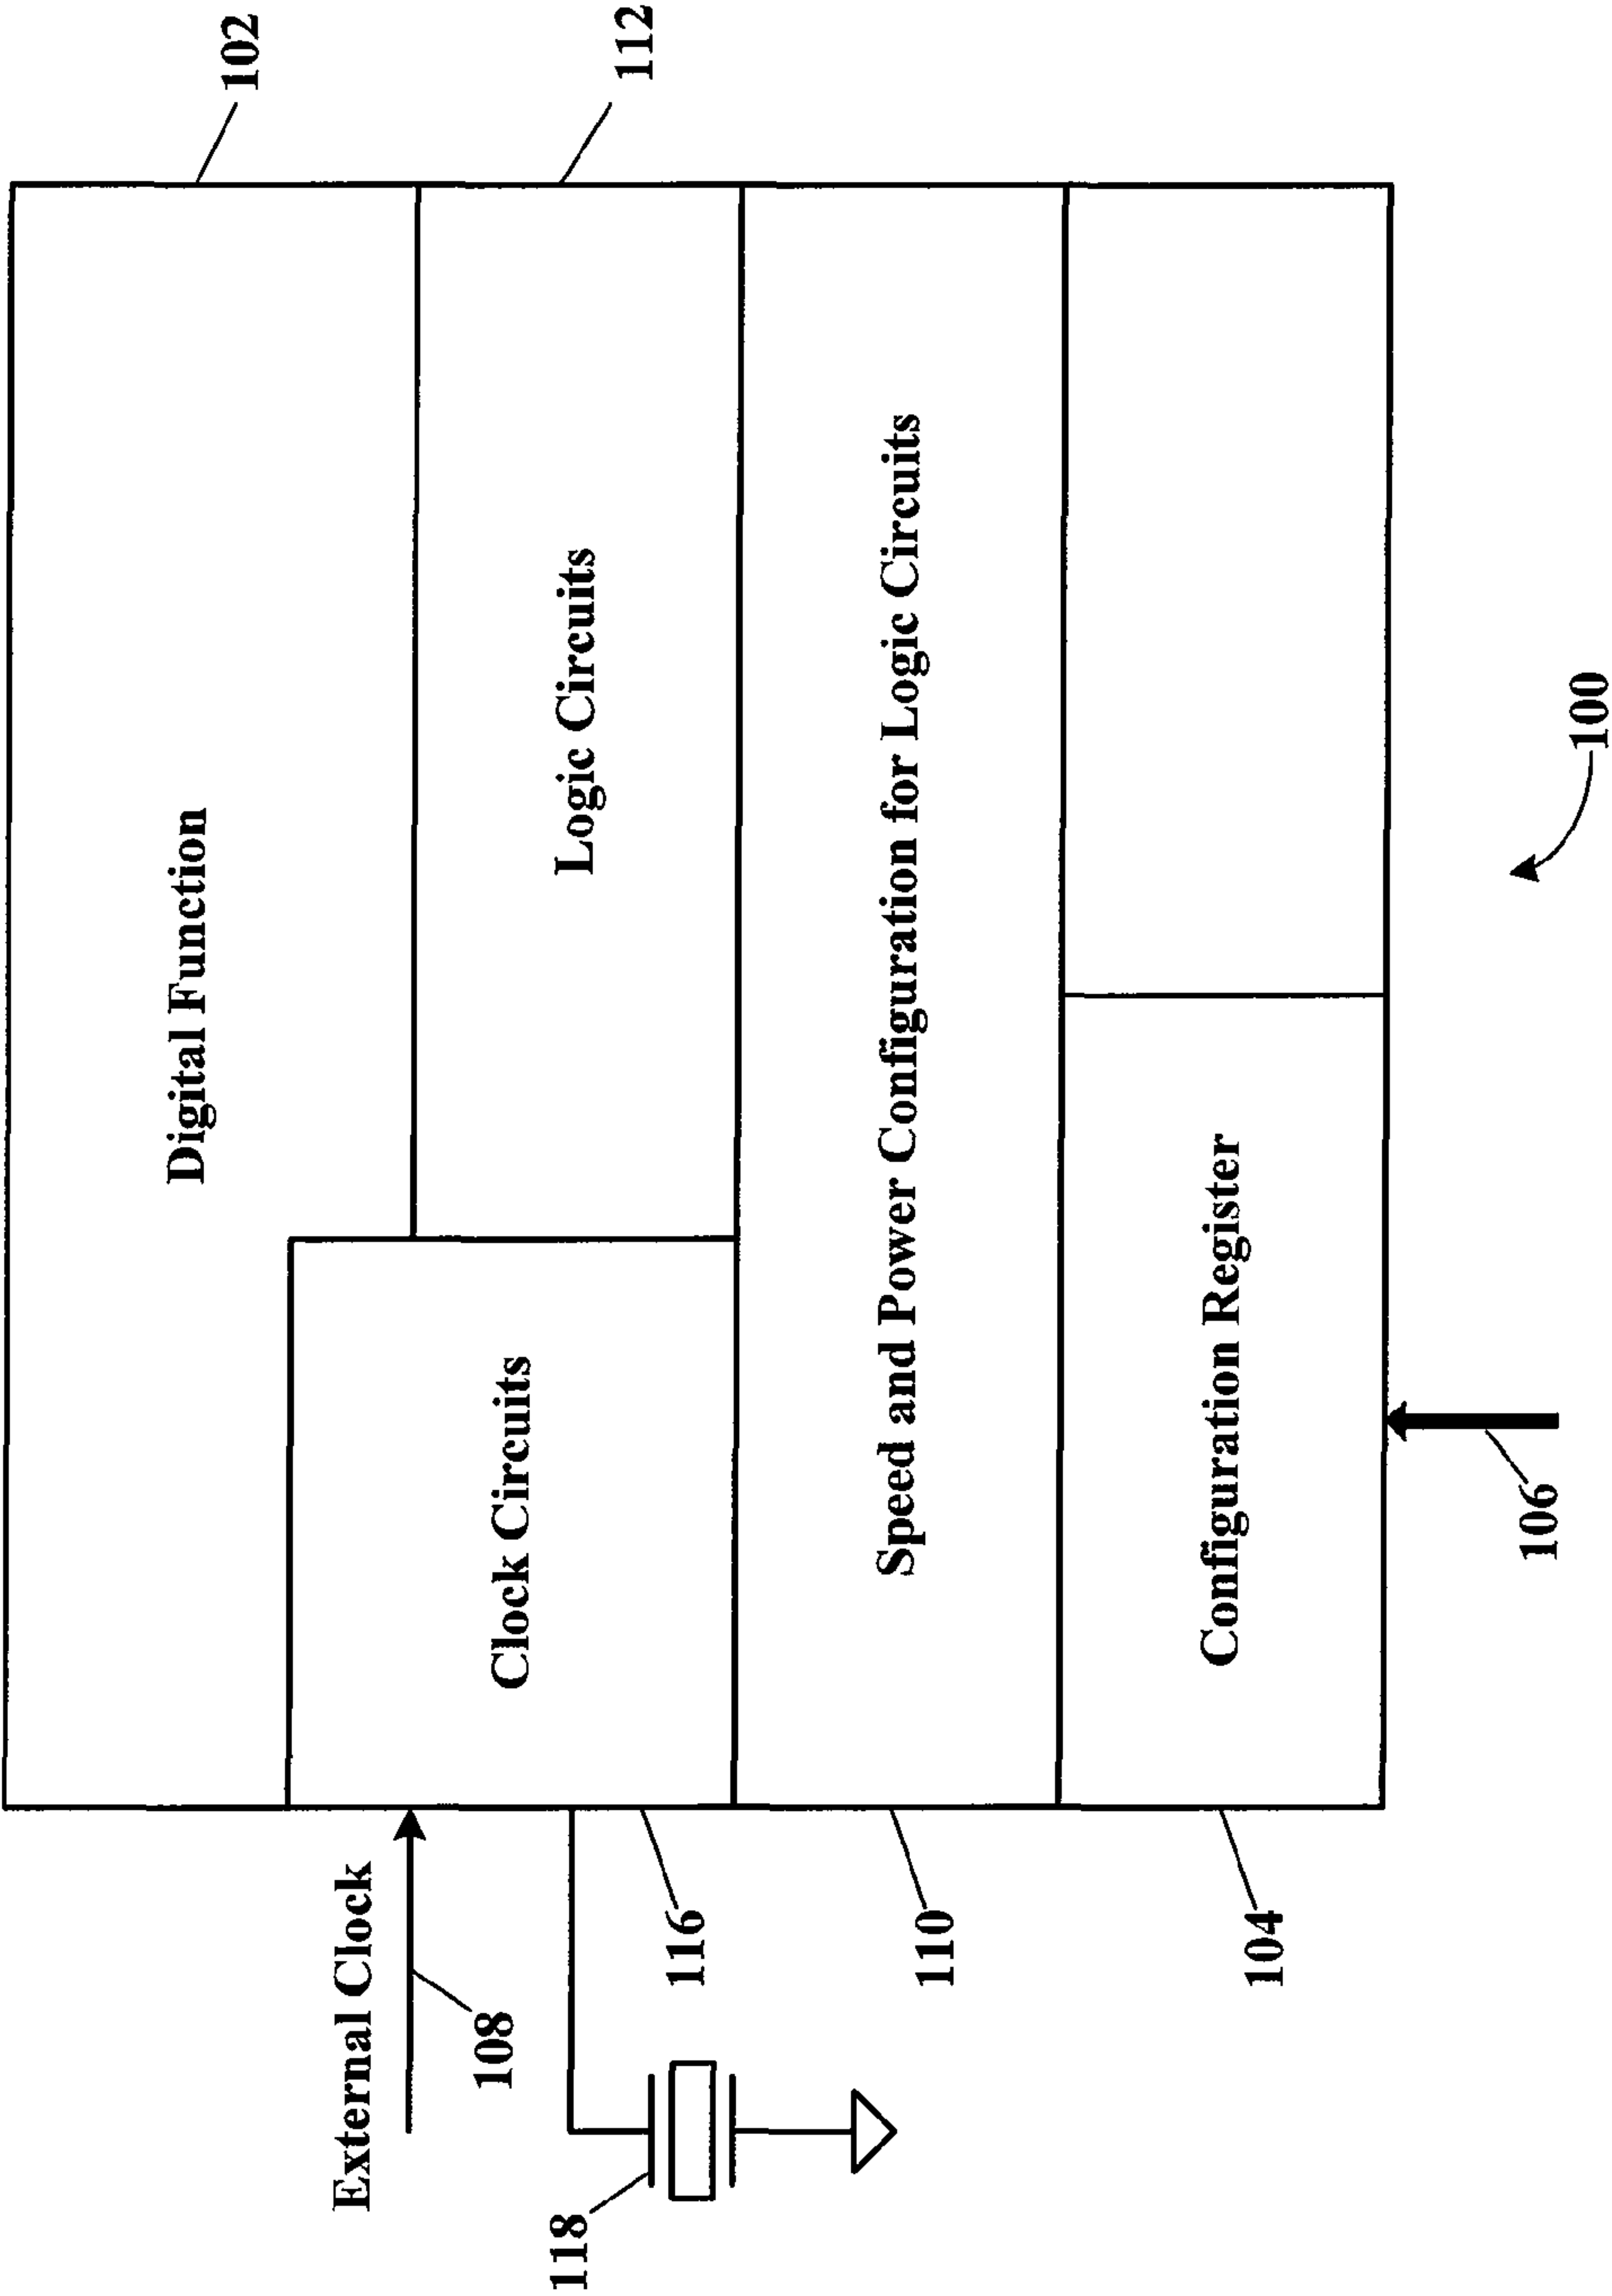 Digital Function
102
External Clock
108
Clock Circuits
Logic Circuits
112
118
116
Speed and Power Configuration for Logic Circuits
110
Configuration Register
104
106
100